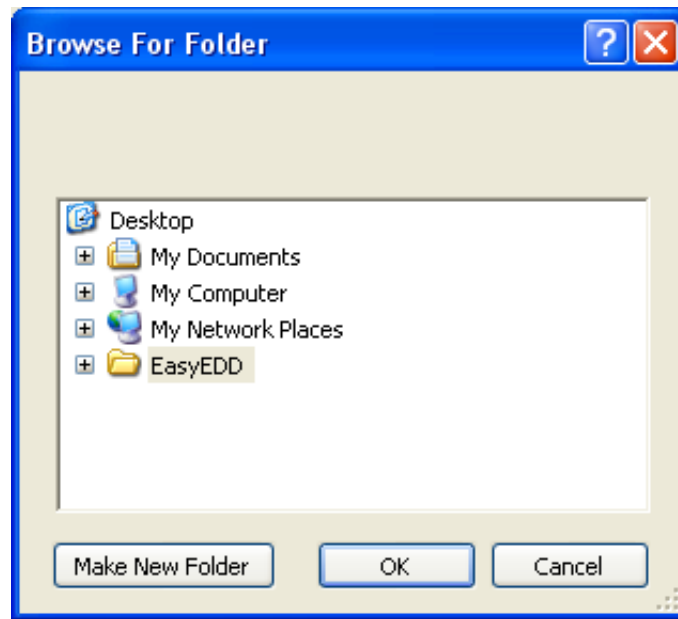 Browse For Folder
Desktop
My Documents
My Computer
My Network Places
EasyEDD
Make New Folder OK Cancel